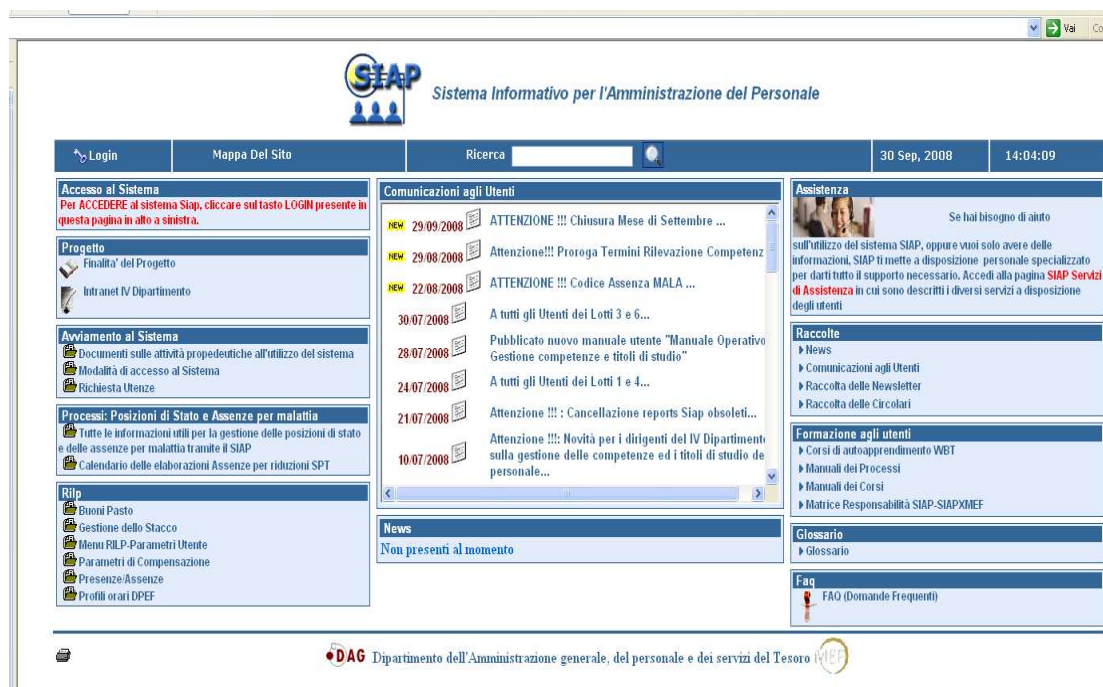 Vai
Co
SIAP
Sistema Informativo per l'Amministrazione del Personale
Login
Mappa Del Sito
Ricerca
30 Sep, 2008
14:04:09
Accesso al Sistema
Per ACCEDERE al sistema Siap, cliccare sul tasto LOGIN presente in
questa pagina in alto a sinistra.
Progetto
Finalita' del Progetto
Intranet IV Dipartimento
Avviamento al Sistema
Documenti sulle attività propedeutiche all'utilizzo del sistema
Modalità di accesso al Sistema
Richiesta Utenze
Processi: Posizioni di Stato e Assenze per malattia
Tutte le informazioni utili per la gestione delle posizioni di stato
e delle assenze per malattia tramite il SIAP
Calendario delle elaborazioni Assenze per riduzioni SPT
Rilp
Buoni Pasto
Gestione dello Stacco
Menu RILP-Parametri Utente
Parametri di Compensazione
Presenze/Assenze
Profili orari DPEF
Comunicazioni agli Utenti
NEW 29/09/2008 ATTENZIONE !!! Chiusura Mese di Settembre ...
NEW 29/08/2008 Attenzione!!! Proroga Termini Rilevazione Competenz
NEW 22/08/2008 ATTENZIONE !!! Codice Assenza MALA ...
30/07/2008 A tutti gli Utenti dei Lotti 3 e 6...
28/07/2008 Pubblicato nuovo manuale utente "Manuale Operativo
Gestione competenze e titoli di studio"
24/07/2008 A tutti gli Utenti dei Lotti 1 e 4...
21/07/2008 Attenzione !!! : Cancellazione reports Siap obsoleti...
10/07/2008 Attenzione !!!: Novità per i dirigenti del IV Dipartimento
sulla gestione delle competenze ed i titoli di studio de
personale...
News
Non presenti al momento
Assistenza
Se hai bisogno di aiuto
sull'utilizzo del sistema SIAP, oppure vuoi solo avere delle
informazioni, SIAP ti mette a disposizione personale specializzato
per darti tutto il supporto necessario. Accedi alla pagina SIAP Servizi
di Assistenza in cui sono descritti i diversi servizi a disposizione
degli utenti
Raccolte
News
Comunicazioni agli Utenti
Raccolta delle Newsletter
Raccolta delle Circolari
Formazione agli utenti
Corsi di autoapprendimento WBT
Manuali dei Processi
Manuali dei Corsi
Matrice Responsabilità SIAP-SIAPXMEF
Glossario
Glossario
Faq
FAQ (Domande Frequenti)
DAG Dipartimento dell'Amministrazione generale, del personale e dei servizi del Tesoro MEF